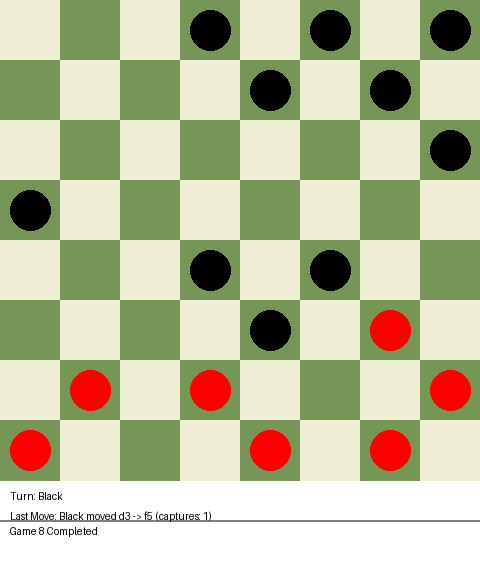 Turn: Black
Last Move: Black moved d3 -> f5 (captures: 1)
Game 8 Completed